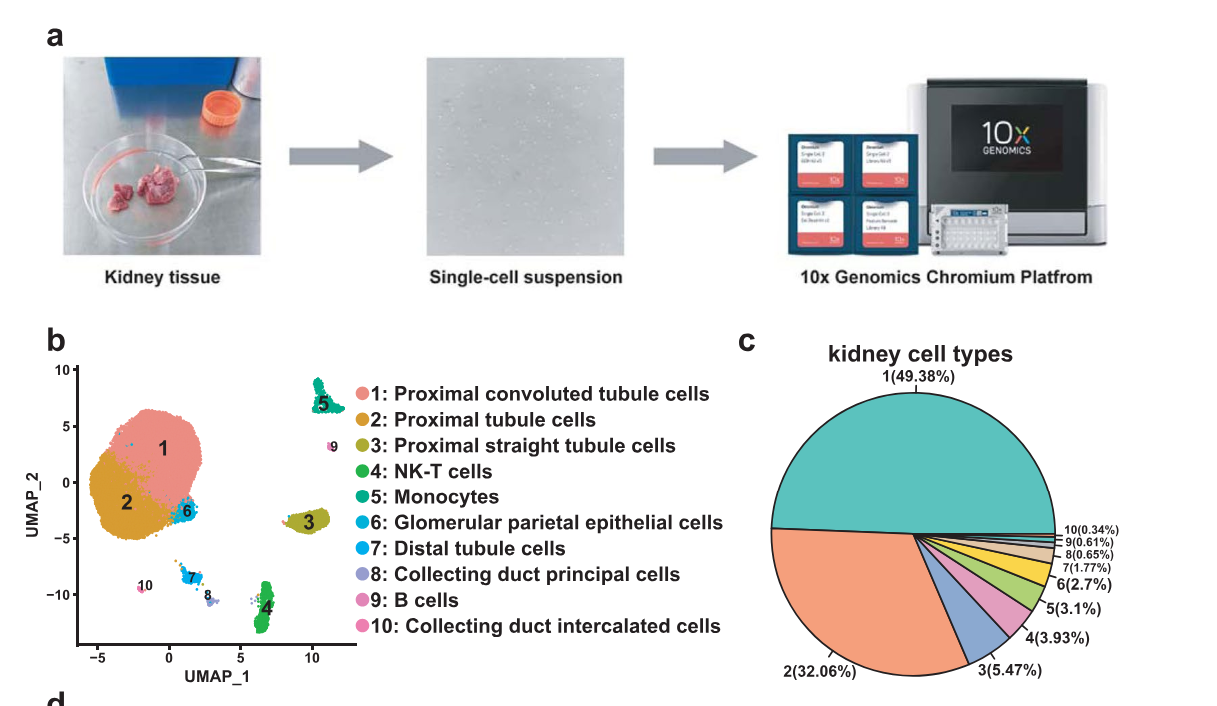 a
10x
GENOMICS
Kidney tissue
Single-cell suspension
10x Genomics Chromium Platfrom
b
10
5
0
−5
−10
UMAP_2
−5
0
5
10
UMAP_1
1
2
3
4
5
6
7
8
9
10
1: Proximal convoluted tubule cells
2: Proximal tubule cells
3: Proximal straight tubule cells
4: NK-T cells
5: Monocytes
6: Glomerular parietal epithelial cells
7: Distal tubule cells
8: Collecting duct principal cells
9: B cells
10: Collecting duct intercalated cells
c
kidney cell types
1(49.38%)
10(0.34%)
9(0.61%)
8(0.65%)
7(1.77%)
6(2.7%)
5(3.1%)
4(3.93%)
3(5.47%)
2(32.06%)